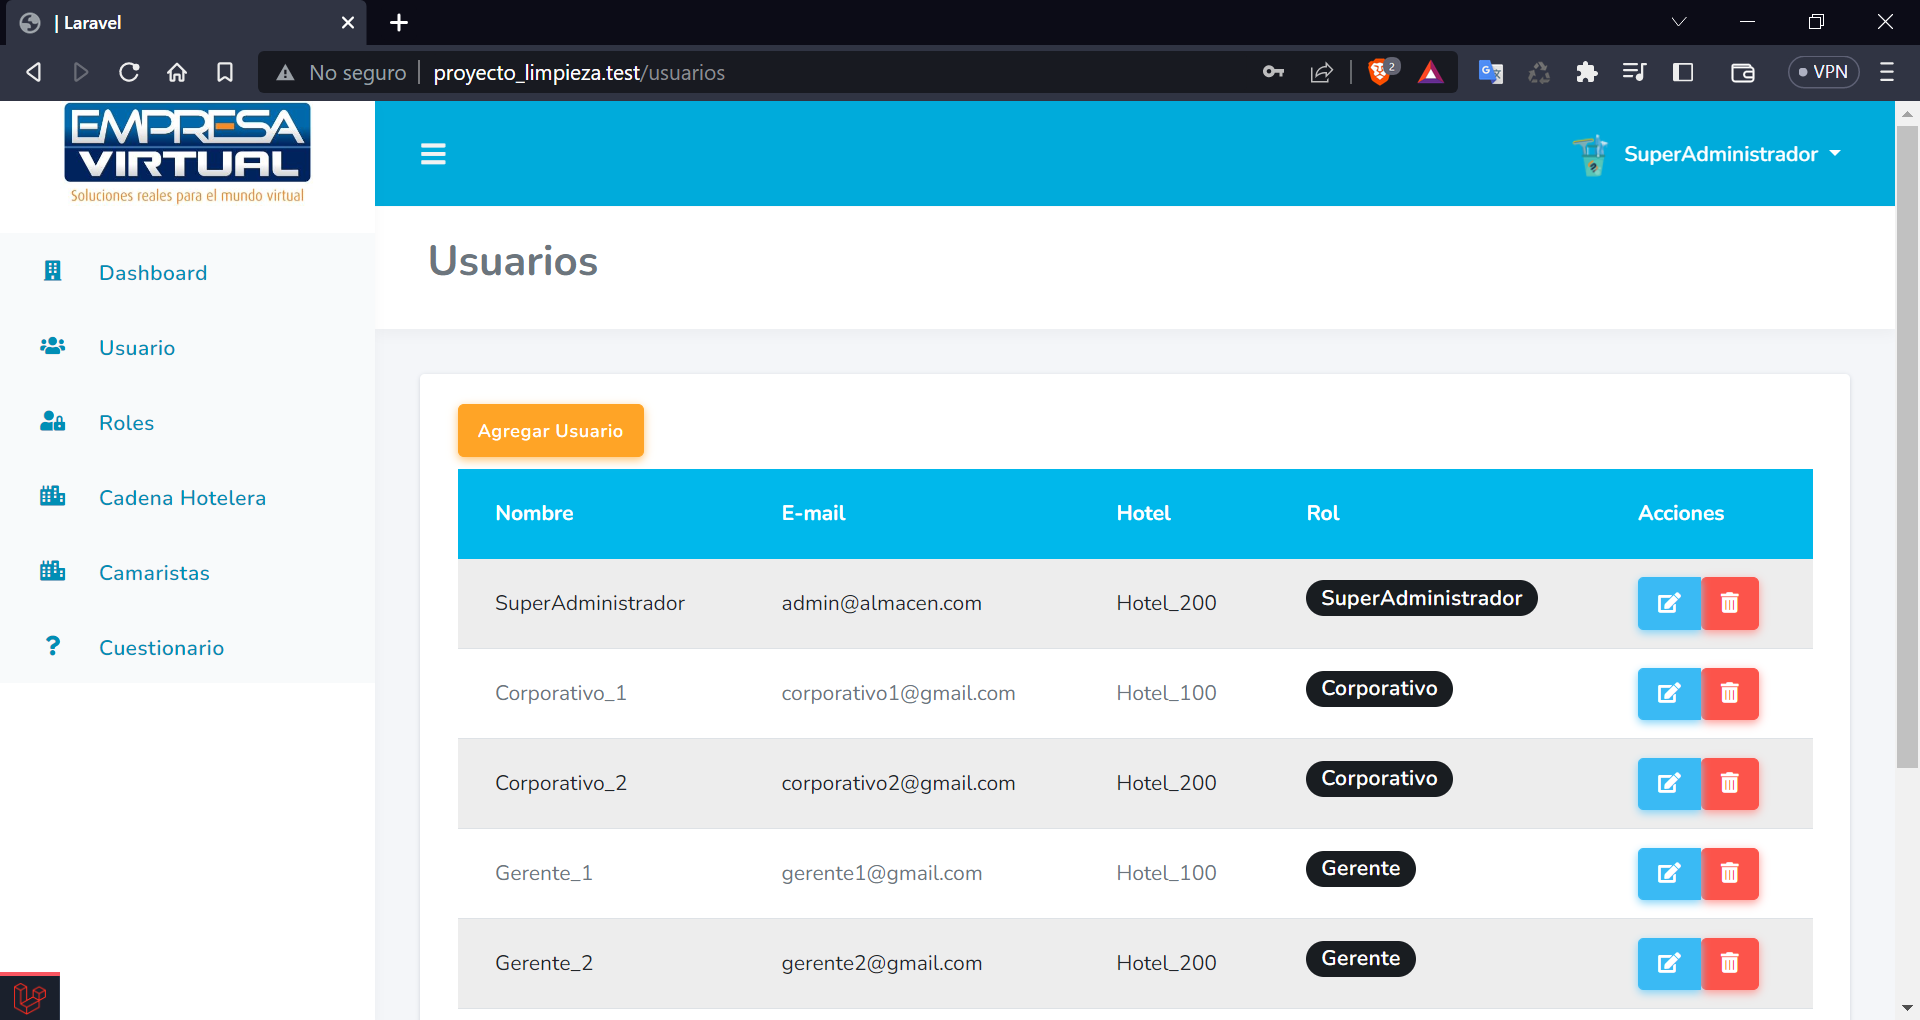 | Laravel
No seguro proyecto_limpieza.test/usuarios
2
VPN
EMPRESA
VIRTUAL
Soluciones reales para el mundo virtual
SuperAdministrador
Dashboard
Usuario
Roles
Cadena Hotelera
Camaristas
Cuestionario
Usuarios
Agregar Usuario
Nombre E-mail Hotel Rol Acciones
SuperAdministrador admin@almacen.com Hotel_200 SuperAdministrador
Corporativo_1 corporativo1@gmail.com Hotel_100 Corporativo
Corporativo_2 corporativo2@gmail.com Hotel_200 Corporativo
Gerente_1 gerente1@gmail.com Hotel_100 Gerente
Gerente_2 gerente2@gmail.com Hotel_200 Gerente